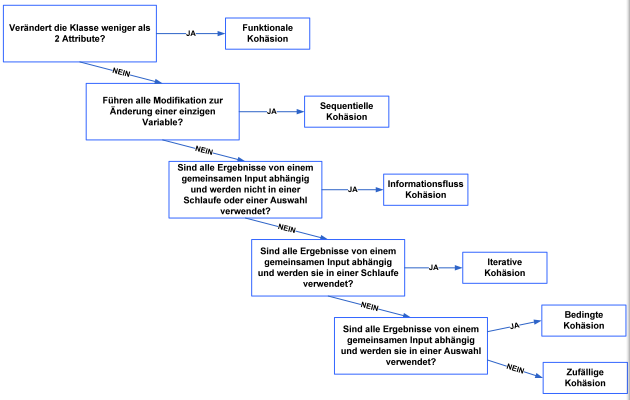 Verändert die Klasse weniger als
2 Attribute?
JA
Funktionale
Kohäsion
NEIN
Führen alle Modifikation zur
Änderung einer einzigen
Variable?
JA
Sequentielle
Kohäsion
NEIN
Sind alle Ergebnisse von einem
gemeinsamen Input abhängig
und werden nicht in einer
Schlaufe oder einer Auswahl
verwendet?
JA
Informationsfluss
Kohäsion
NEIN
Sind alle Ergebnisse von einem
gemeinsamen Input abhängig
und werden sie in einer Schlaufe
verwendet?
JA
Iterative
Kohäsion
NEIN
Sind alle Ergebnisse von einem
gemeinsamen Input abhängig
und werden sie in einer Auswahl
verwendet?
JA
Bedingte
Kohäsion
NEIN
Zufällige
Kohäsion